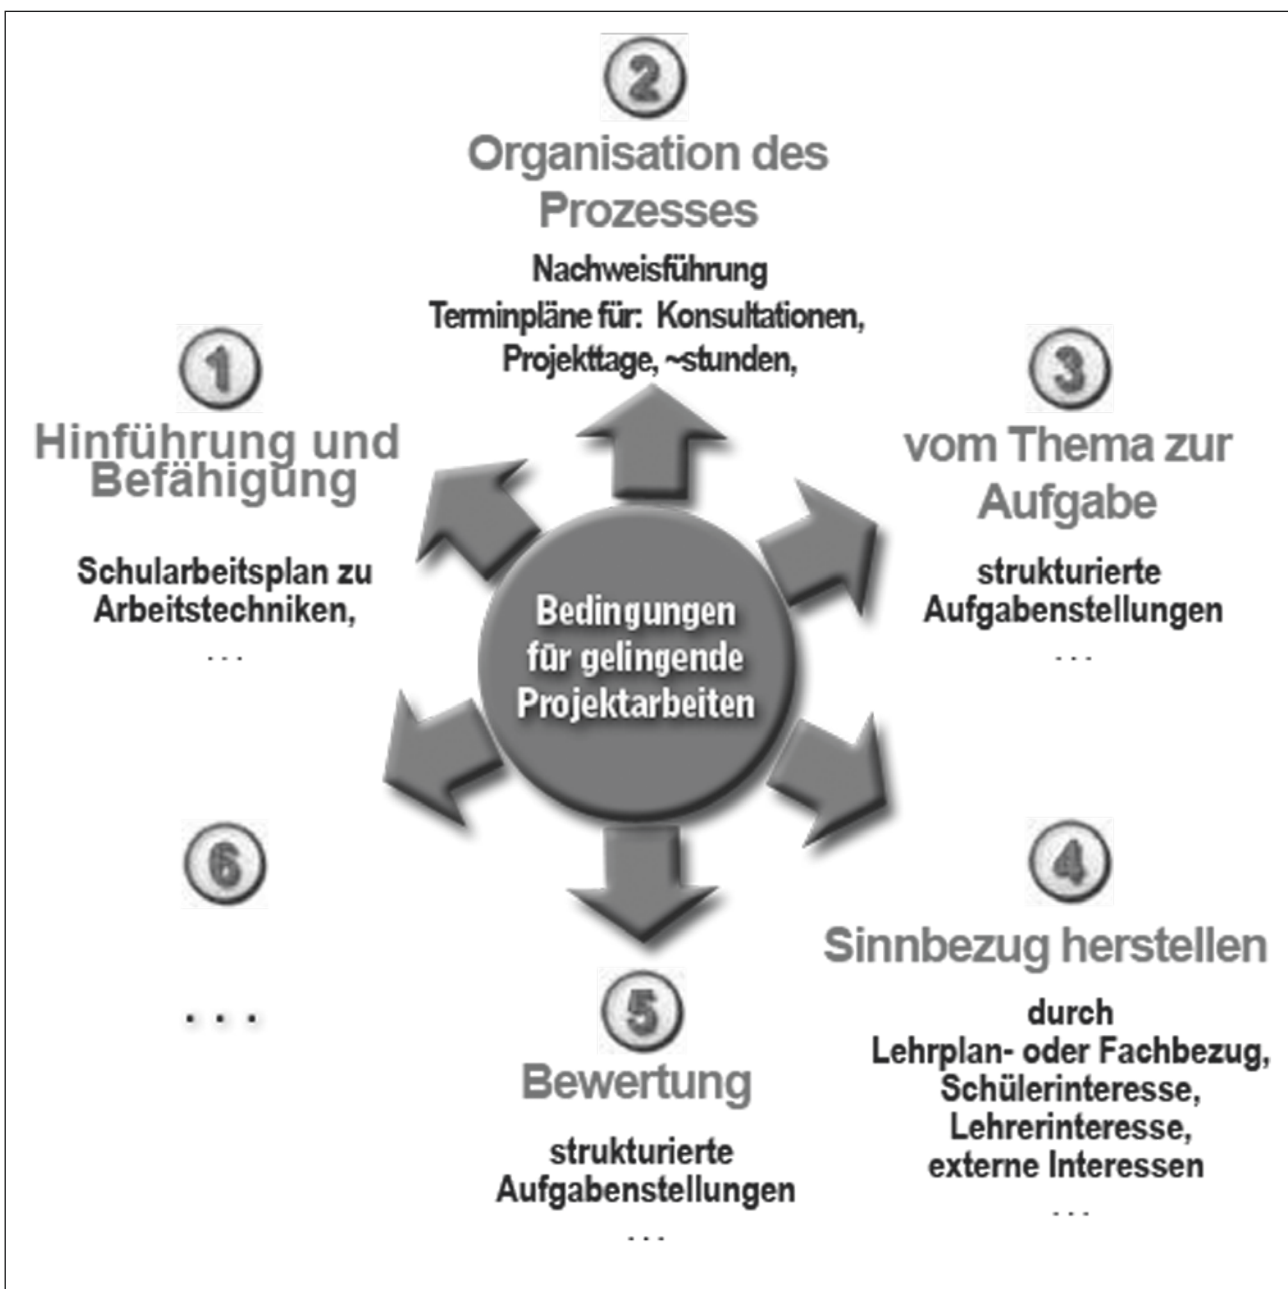 2
Organisation des
Prozesses
Nachweisführung
Terminpläne für: Konsultationen,
Projekttage, ~stunden,
1
Hinführung und
Befähigung
Schularbeitsplan zu
Arbeitstechniken,
. . .
3
vom Thema zur
Aufgabe
strukturierte
Aufgabenstellungen
. . .
Bedingungen
für gelingende
Projektarbeiten
6
. . .
5
Bewertung
strukturierte
Aufgabenstellungen
. . .
4
Sinnbezug herstellen
durch
Lehrplan- oder Fachbezug,
Schülerinteresse,
Lehrerinteresse,
externe Interessen
. . .